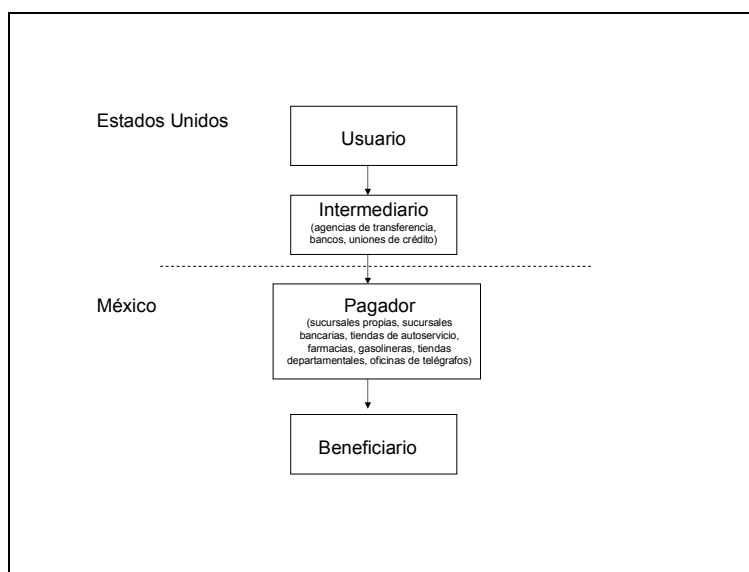 Estados Unidos
Usuario
Intermediario
(agencias de transferencia,
bancos, uniones de crédito)
México
Pagador
(sucursales propias, sucursales
bancarias, tiendas de autoservicio,
farmacias, gasolineras, tiendas
departamentales, oficinas de telégrafos)
Beneficiario